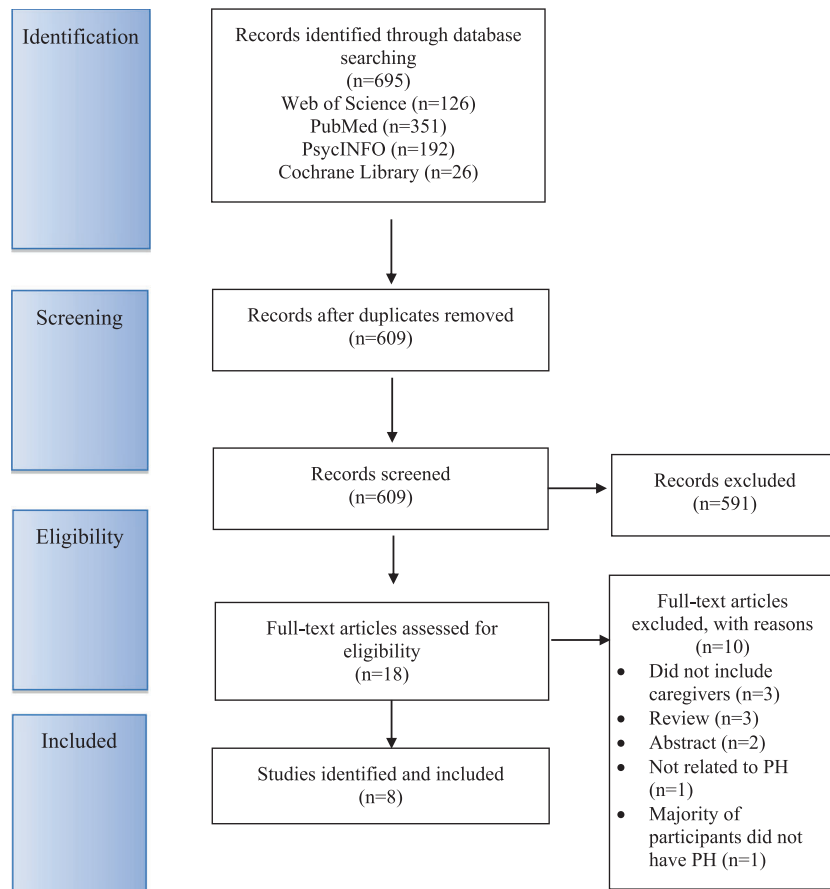 Identification
Records identified through database
searching
(n=695)
Web of Science (n=126)
PubMed (n=351)
PsycINFO (n=192)
Cochrane Library (n=26)
Screening
Records after duplicates removed
(n=609)
Records screened
(n=609)
Records excluded
(n=591)
Eligibility
Full-text articles assessed for
eligibility
(n=18)
Full-text articles
excluded, with reasons
(n=10)
• Did not include
caregivers (n=3)
• Review (n=3)
• Abstract (n=2)
• Not related to PH
(n=1)
• Majority of
participants did not
have PH (n=1)
Included
Studies identified and included
(n=8)